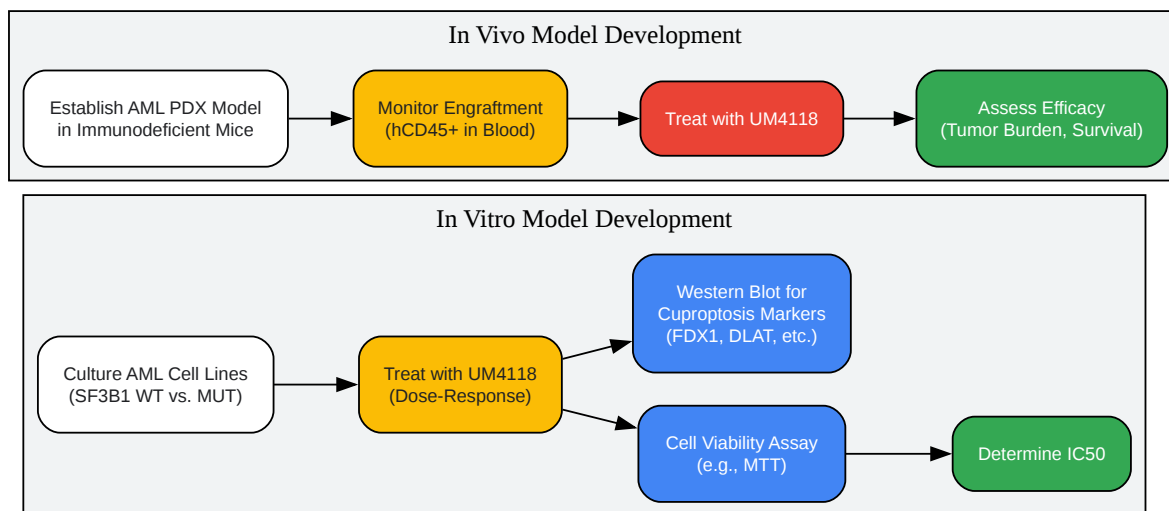 In Vivo Model Development
Establish AML PDX Model
in Immunodeficient Mice
Monitor Engraftment
(hCD45+ in Blood)
Treat with UM4118
Assess Efficacy
(Tumor Burden, Survival)
In Vitro Model Development
Culture AML Cell Lines
(SF3B1 WT vs. MUT)
Treat with UM4118
(Dose-Response)
Western Blot for
Cuproptosis Markers
(FDX1, DLAT, etc.)
Cell Viability Assay
(e.g., MTT)
Determine IC50